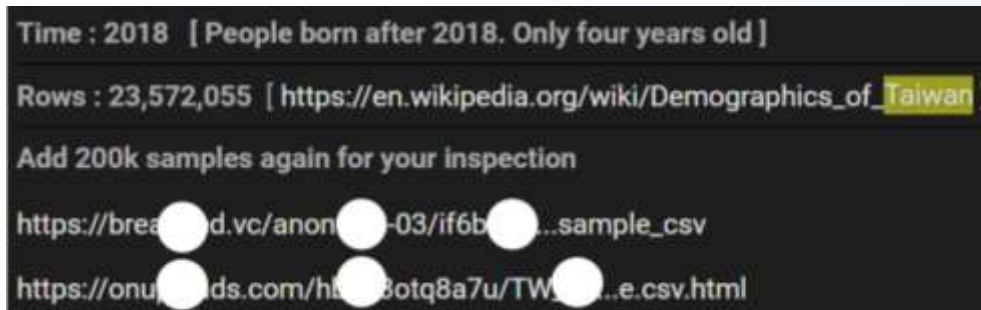 Time : 2018 [ People born after 2018. Only four years old ]
Rows : 23,572,055 [ https://en.wikipedia.org/wiki/Demographics_of_Taiwan
Add 200k samples again for your inspection